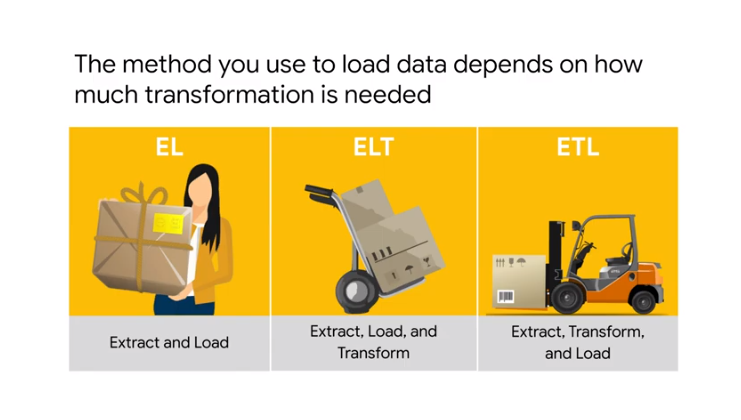 The method you use to load data depends on how
much transformation is needed
EL
ELT
ETL
Extract and Load
Extract, Load, and
Transform
Extract, Transform,
and Load